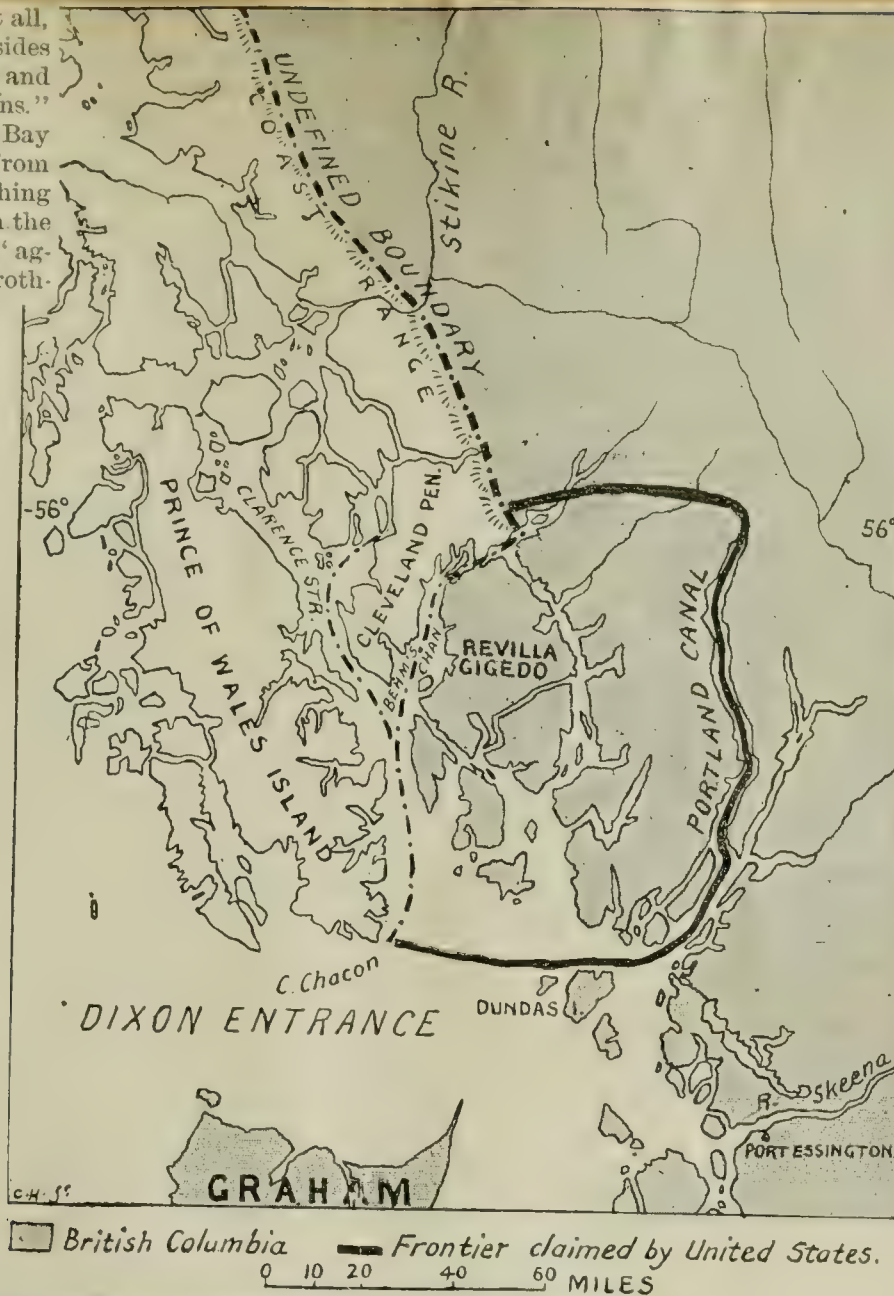 all,
sides
and
ns."
Bay
from
hing
the
ag-
roth-
UNDEFINED BOUNDARY
COAST RANGE
Stikine R.
-56°
56°
PRINCE OF WALES ISLAND
CLARENCE STR.
CLEVELAND PEN.
BEHM'S CHAN
REVILLA
GIGEDO
PORTLAND CANAL
C. Chacon
DIXON ENTRANCE
DUNDAS I.
R. Skeena
PORT ESSINGTON
GRAHAM
British Columbia Frontier claimed by United States.
0 10 20 40 60 MILES